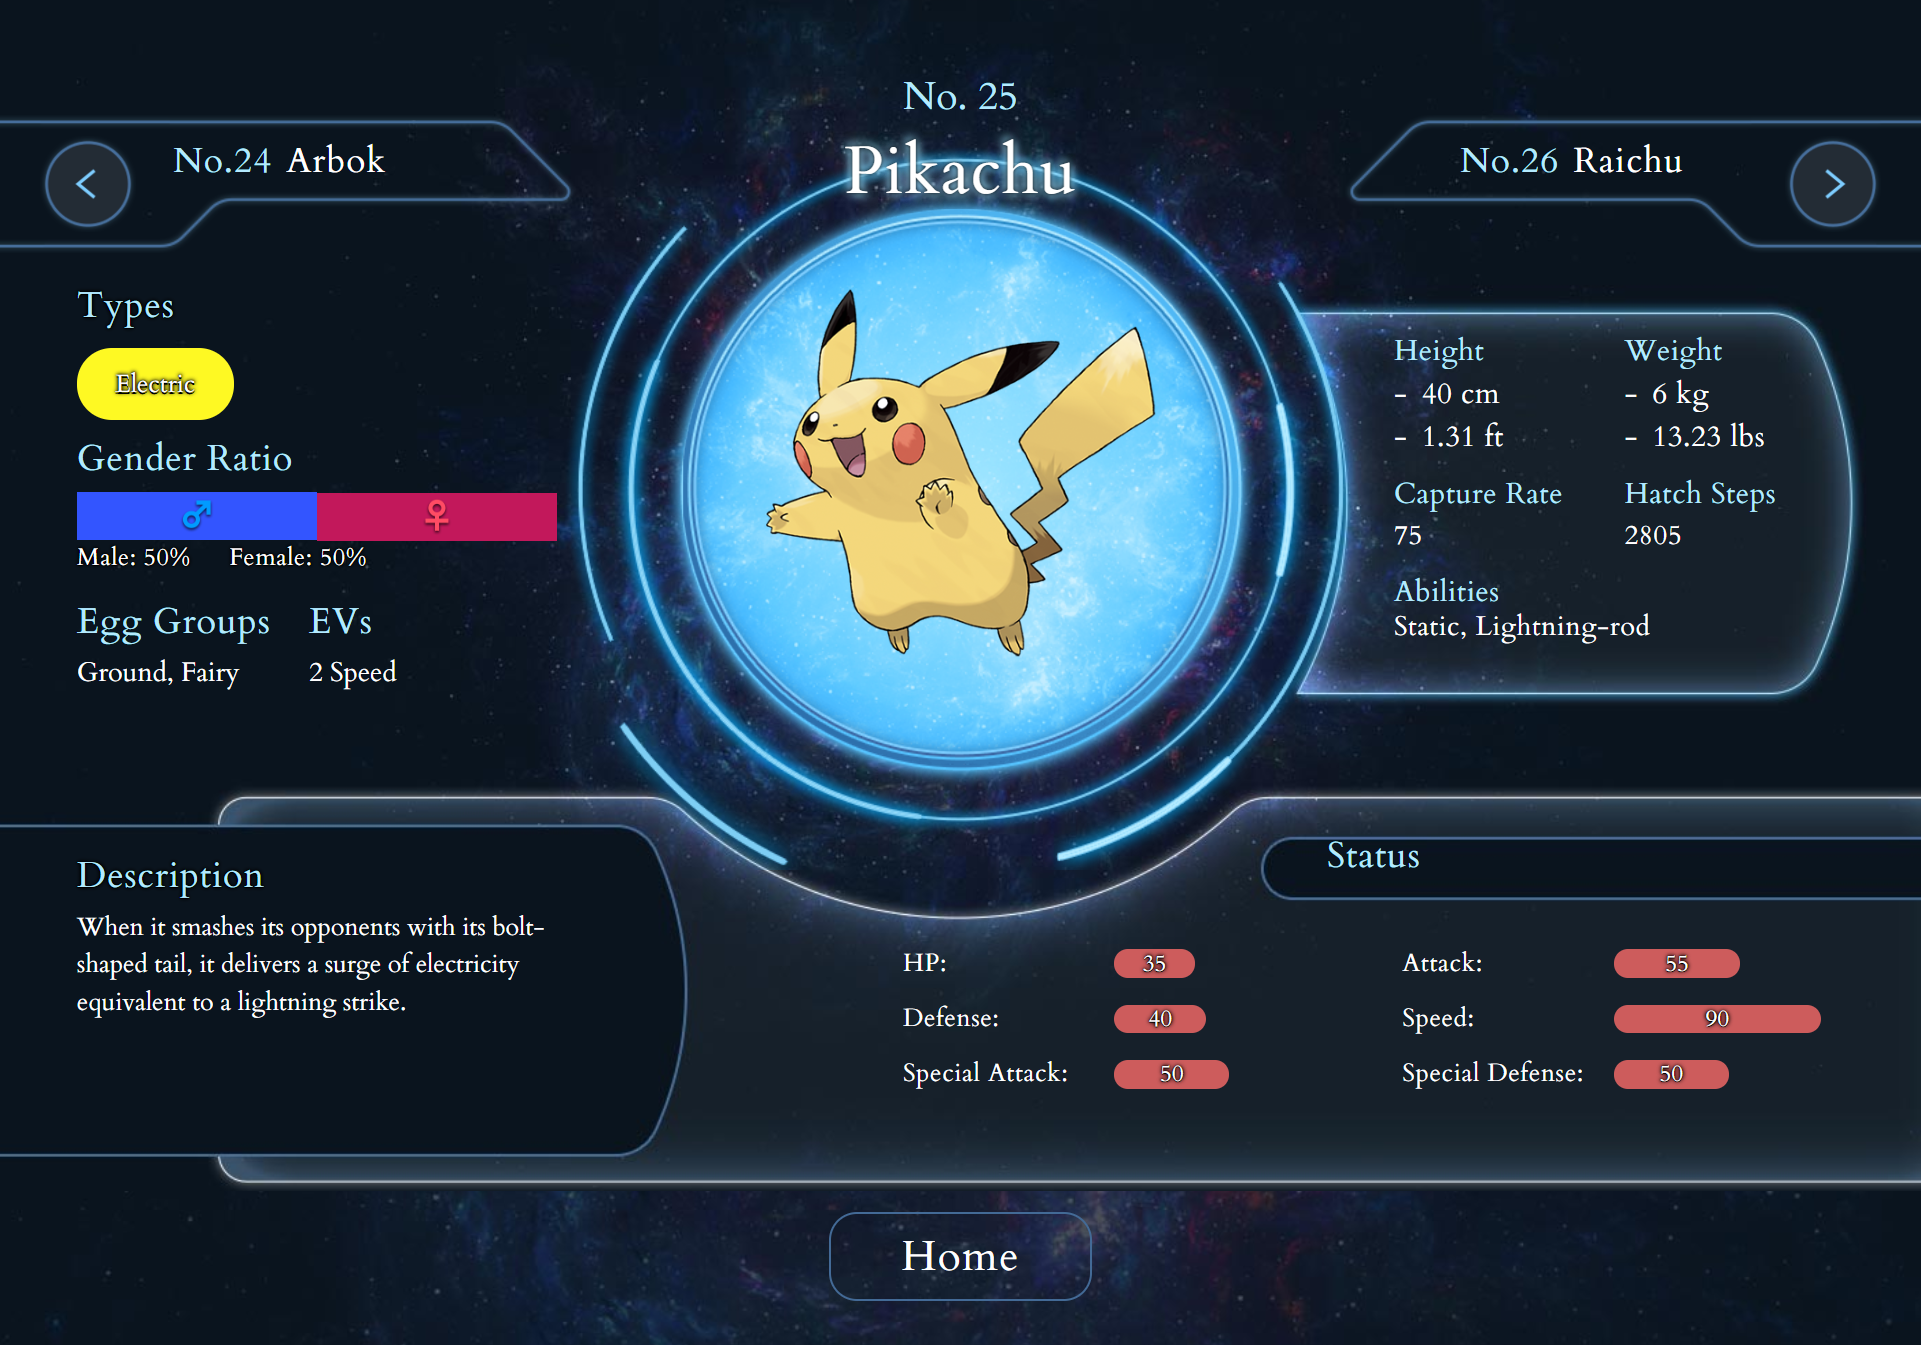 No. 25
Pikachu
No.24 Arbok
No.26 Raichu
Types
Electric
Gender Ratio
Male: 50% Female: 50%
Egg Groups EVs
Ground, Fairy 2 Speed
Height Weight
- 40 cm - 6 kg
- 1.31 ft - 13.23 lbs
Capture Rate Hatch Steps
75 2805
Abilities
Static, Lightning-rod
Description
When it smashes its opponents with its bolt-
shaped tail, it delivers a surge of electricity
equivalent to a lightning strike.
Status
HP: 35 Attack: 55
Defense: 40 Speed: 90
Special Attack: 50 Special Defense: 50
Home